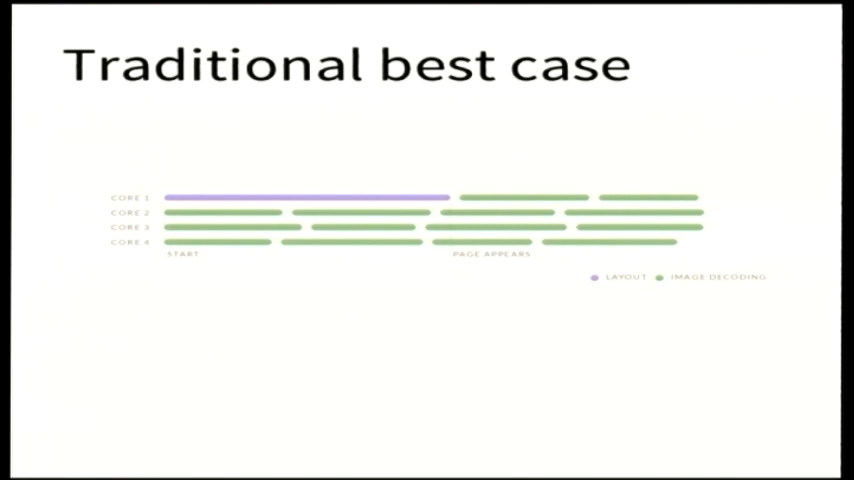 Traditional best case
CORE 1
CORE 2
CORE 3
CORE 4
START PAGE APPEARS
LAYOUT IMAGE DECODING